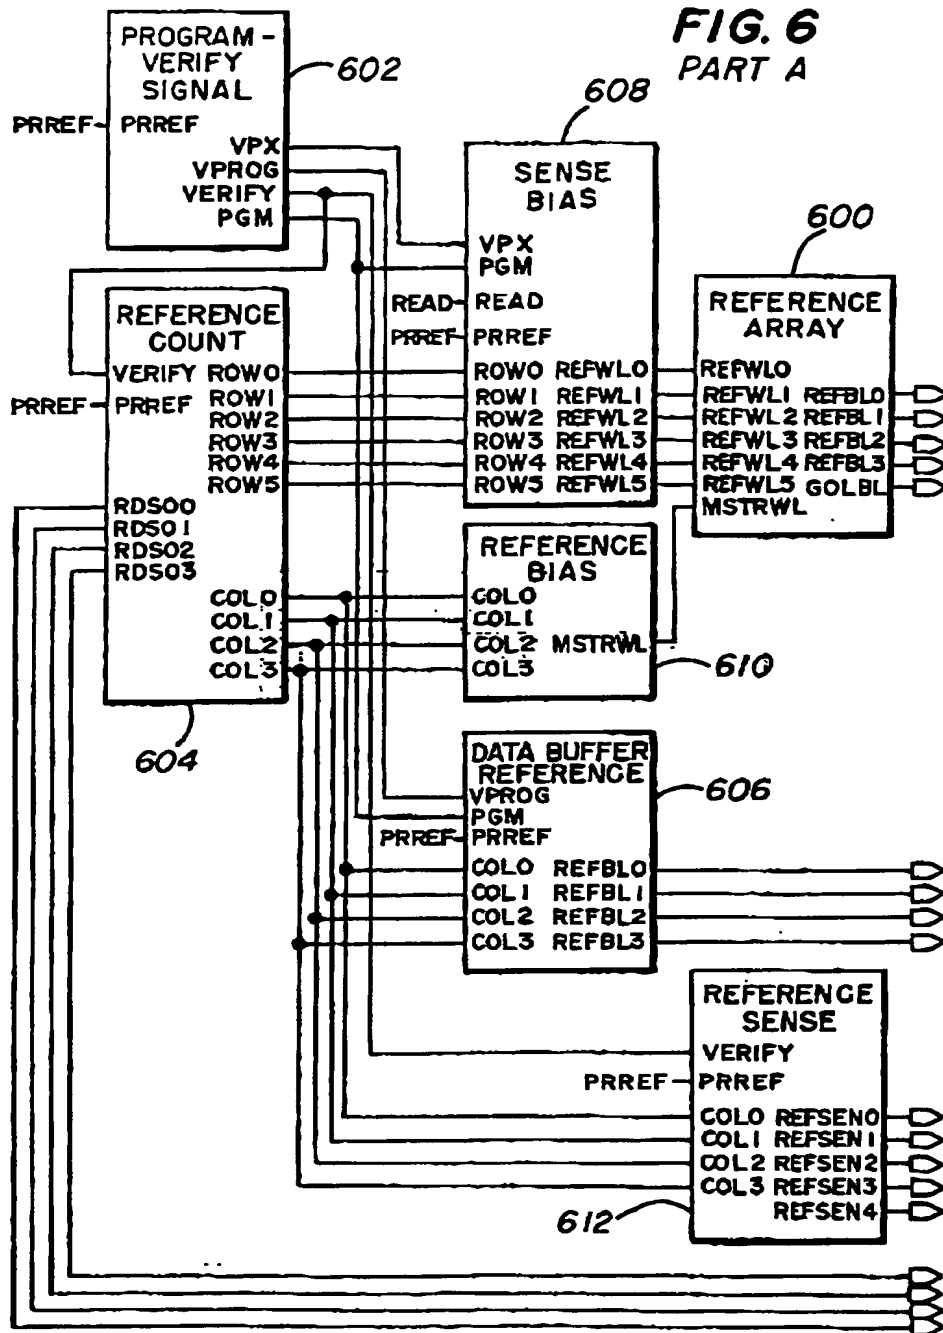 FIG. 6
PART A
PROGRAM-
VERIFY
SIGNAL
602
PRREF PRREF
VPX
VPROG
VERIFY
PGM
608
SENSE
BIAS
VPX
PGM
READ READ
PRREF PRREF
ROW0 REFWL0
ROW1 REFWL1
ROW2 REFWL2
ROW3 REFWL3
ROW4 REFWL4
ROW5 REFWL5
600
REFERENCE
ARRAY
REFWL0
REFWL1 REFBL0
REFWL2 REFBL1
REFWL3 REFBL2
REFWL4 REFBL3
REFWL5 GOLBL
MSTRWL
REFERENCE
COUNT
VERIFY ROW0
PRREF PRREF ROW1
ROW2
ROW3
ROW4
ROW5
RDS00
RDS01
RDS02
RDS03
COL0
COL1
COL2
COL3
604
REFERENCE
BIAS
COL0
COL1
COL2 MSTRWL
COL3
610
DATA BUFFER
REFERENCE
VPROG
PGM
PRREF PRREF
COL0 REFBL0
COL1 REFBL1
COL2 REFBL2
COL3 REFBL3
606
REFERENCE
SENSE
VERIFY
PRREF PRREF
COL0 REFSEN0
COL1 REFSEN1
COL2 REFSEN2
COL3 REFSEN3
REFSEN4
612